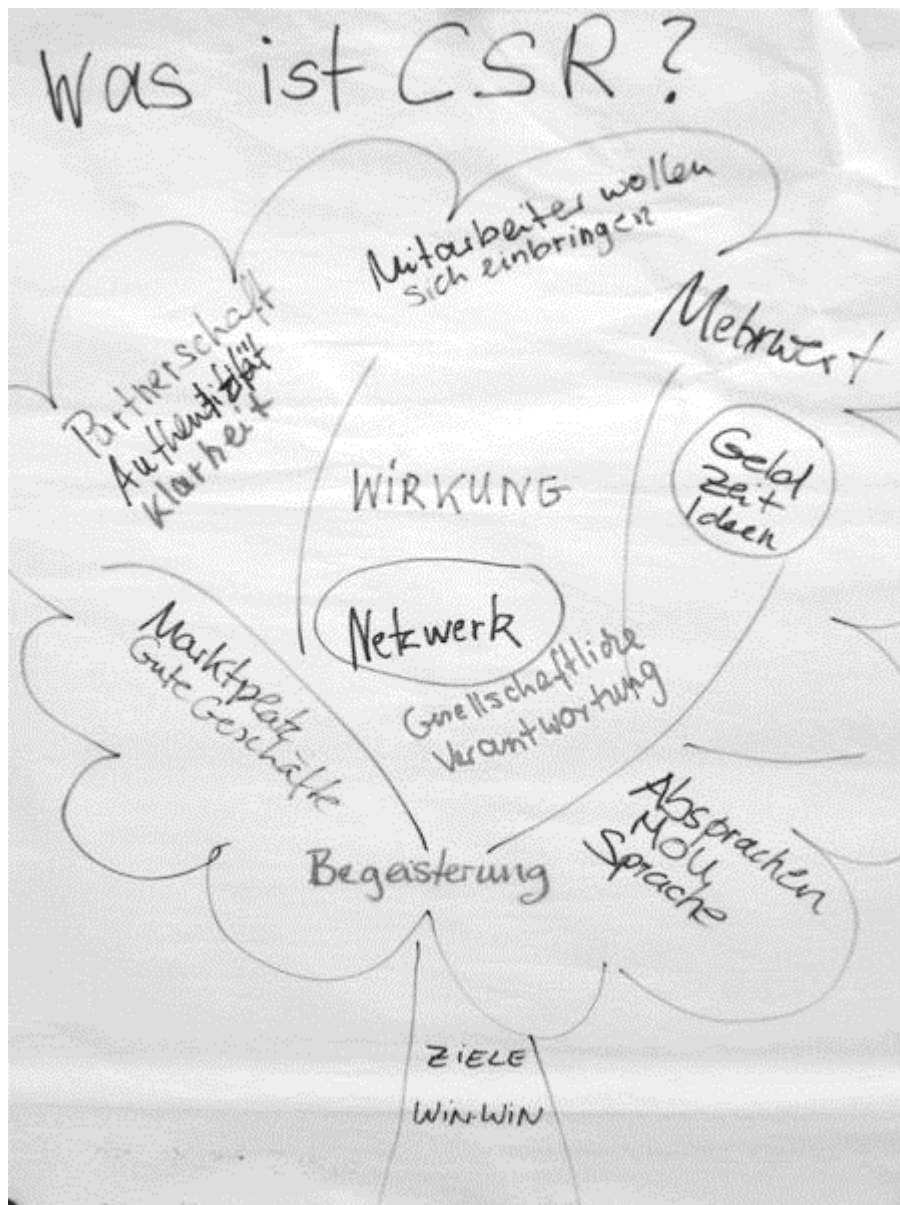 Was ist CSR?
Mitarbeiter wollen
sich einbringen
Mehrwert
Partnerschaft
Authentizität
Klarheit
Geld
Zeit
Ideen
WIRKUNG
Netzwerk
Gesellschaftliche
Verantwortung
Marktplatz
Gute Geschäfte
Absprachen
MoU
Sprache
Begeisterung
ZIELE
WIN-WIN